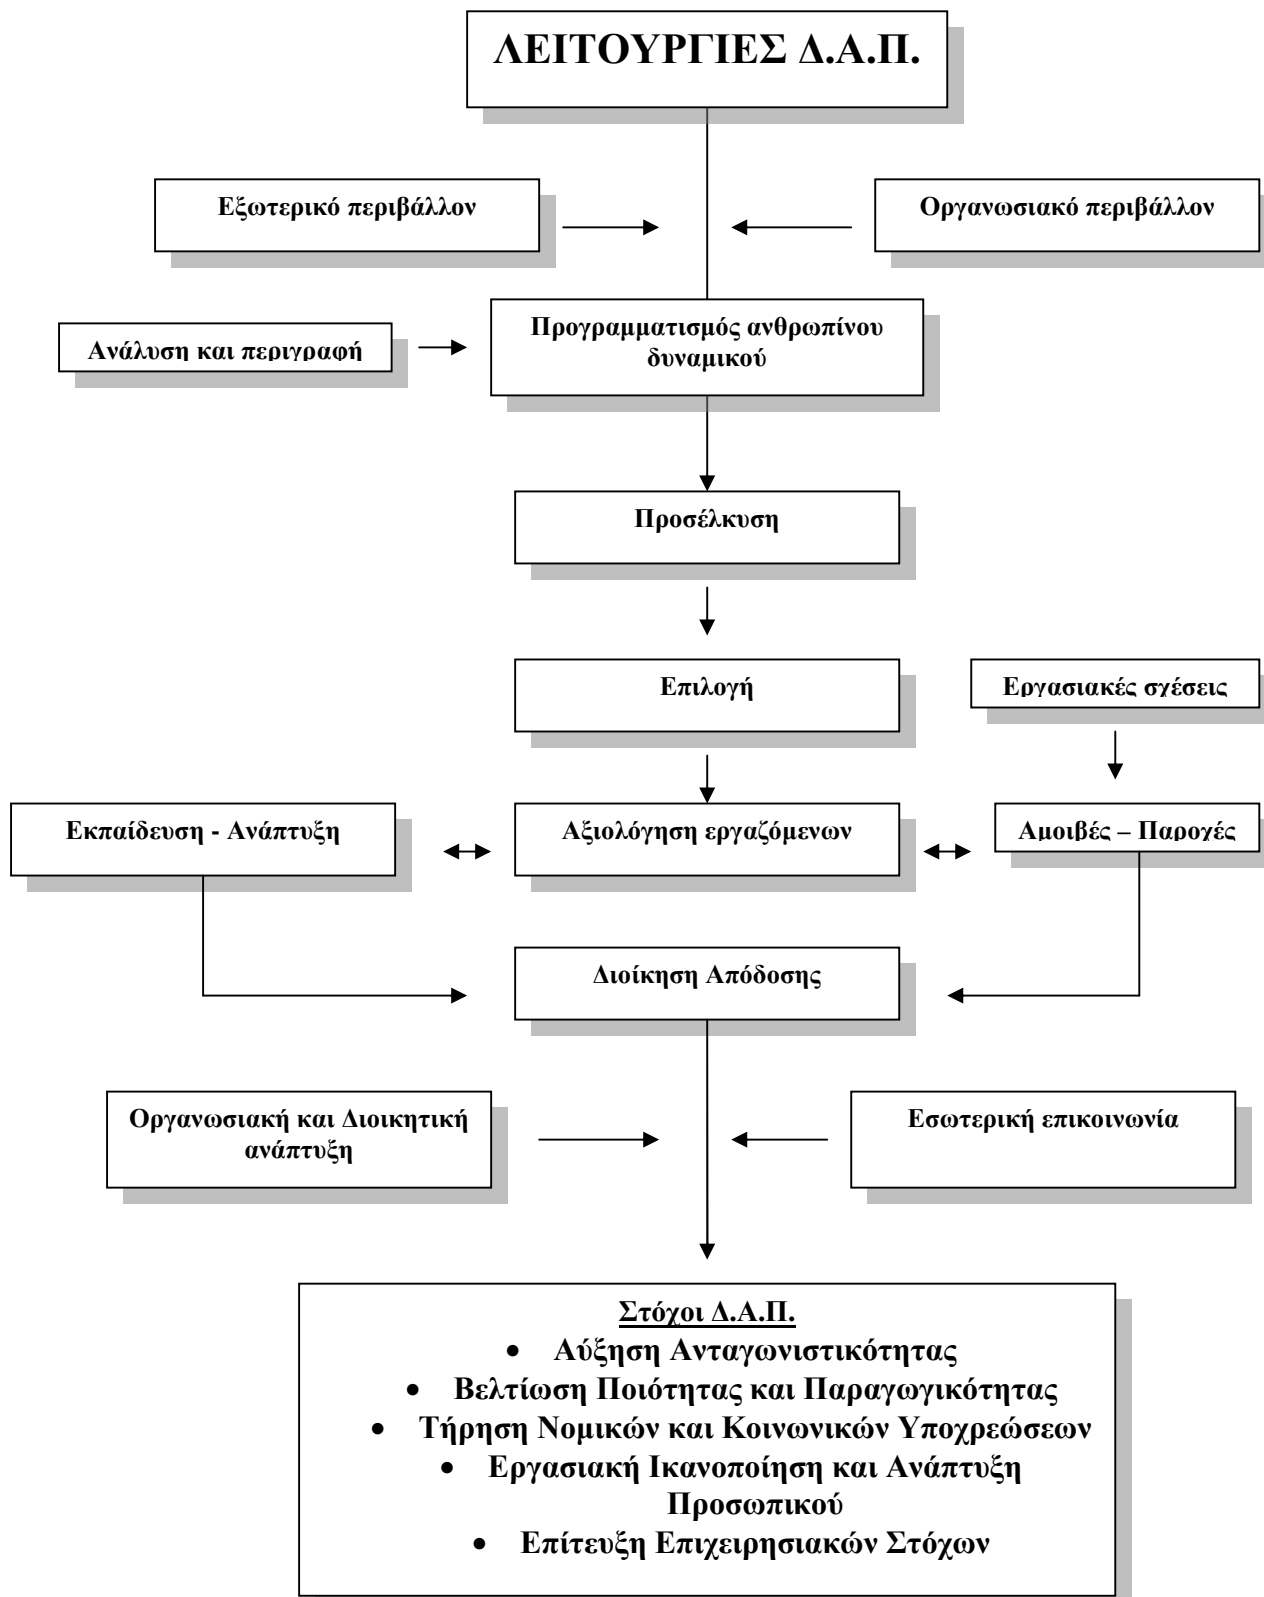 ΛΕΙΤΟΥΡΓΙΕΣ Δ.Α.Π.
Εξωτερικό περιβάλλον
Οργανωσιακό περιβάλλον
Προγραμματισμός ανθρωπίνου
δυναμικού
Ανάλυση και περιγραφή
Προσέλκυση
Επιλογή
Εργασιακές σχέσεις
Εκπαίδευση - Ανάπτυξη
Αξιολόγηση εργαζόμενων
Αμοιβές – Παροχές
Διοίκηση Απόδοσης
Οργανωσιακή και Διοικητική
ανάπτυξη
Εσωτερική επικοινωνία
Στόχοι Δ.Α.Π.
• Αύξηση Ανταγωνιστικότητας
• Βελτίωση Ποιότητας και Παραγωγικότητας
• Τήρηση Νομικών και Κοινωνικών Υποχρεώσεων
• Εργασιακή Ικανοποίηση και Ανάπτυξη
Προσωπικού
• Επίτευξη Επιχειρησιακών Στόχων